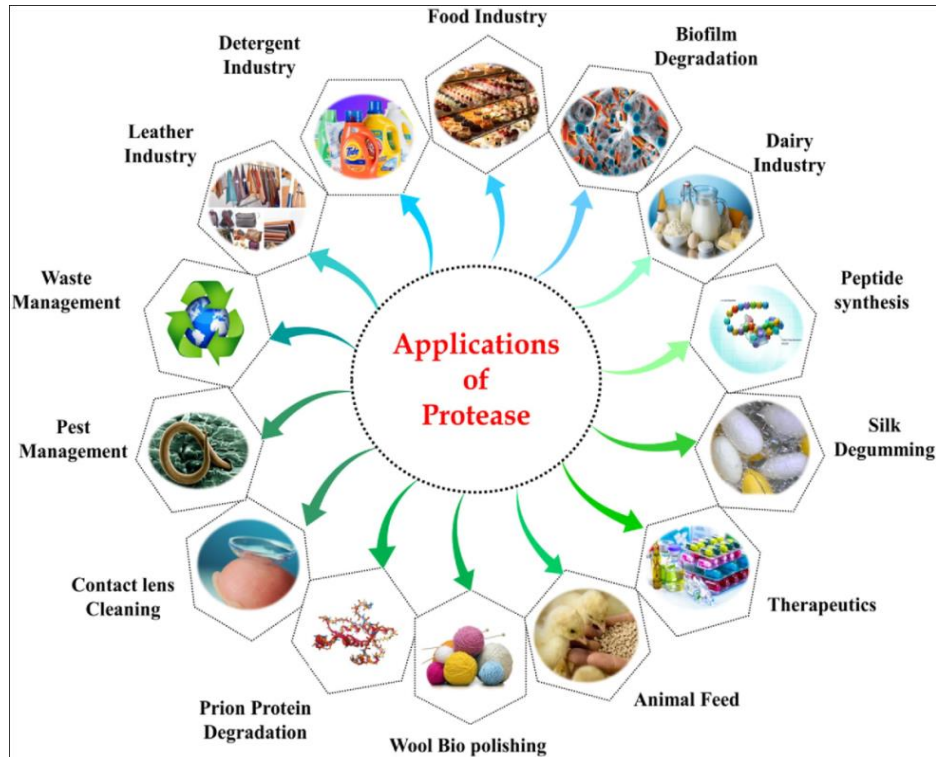 Food Industry
Detergent
Industry
Biofilm
Degradation
Leather
Industry
Tide
Dairy
Industry
Waste
Management
Peptide
synthesis
Applications
of
Protease
Pest
Management
Silk
Degumming
Contact lens
Cleaning
Therapeutics
Prion Protein
Degradation
Animal Feed
Wool Bio polishing